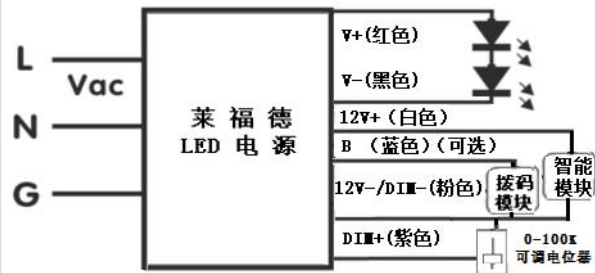 L
Vac
N
G
莱福德
LED 电源
V+(红色)
V-(黑色)
12V+(白色)
B (蓝色)(可选)
12V-/DIM-(粉色)
DIM+(紫色)
拨码
模块
智能
模块
0-100K
可调电位器